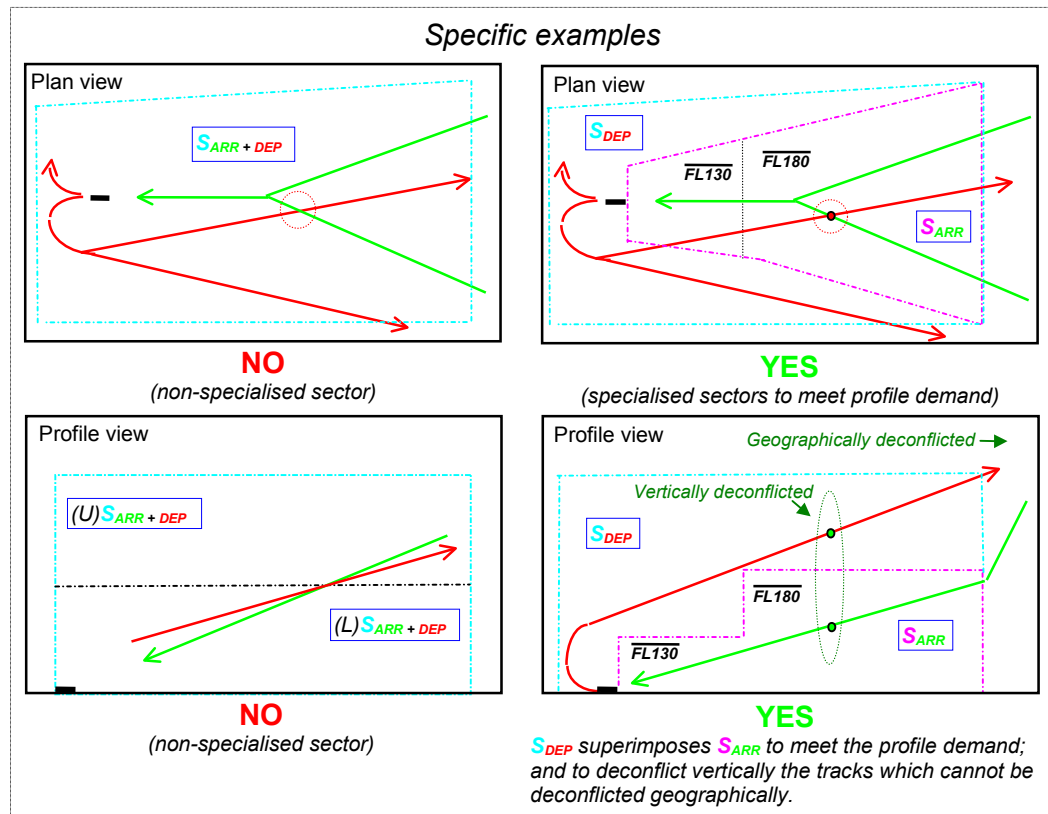 Specific examples
Plan view
SARR + DEP
NO
(non-specialised sector)
Plan view
SDEP
FL130
FL180
SARR
YES
(specialised sectors to meet profile demand)
Profile view
(U)SARR + DEP
(L)SARR + DEP
NO
(non-specialised sector)
Profile view
Geographically deconflicted
Vertically deconflicted
SDEP
FL180
FL130
SARR
YES
SDEP superimposes SARR to meet the profile demand;
and to deconflict vertically the tracks which cannot be
deconflicted geographically.